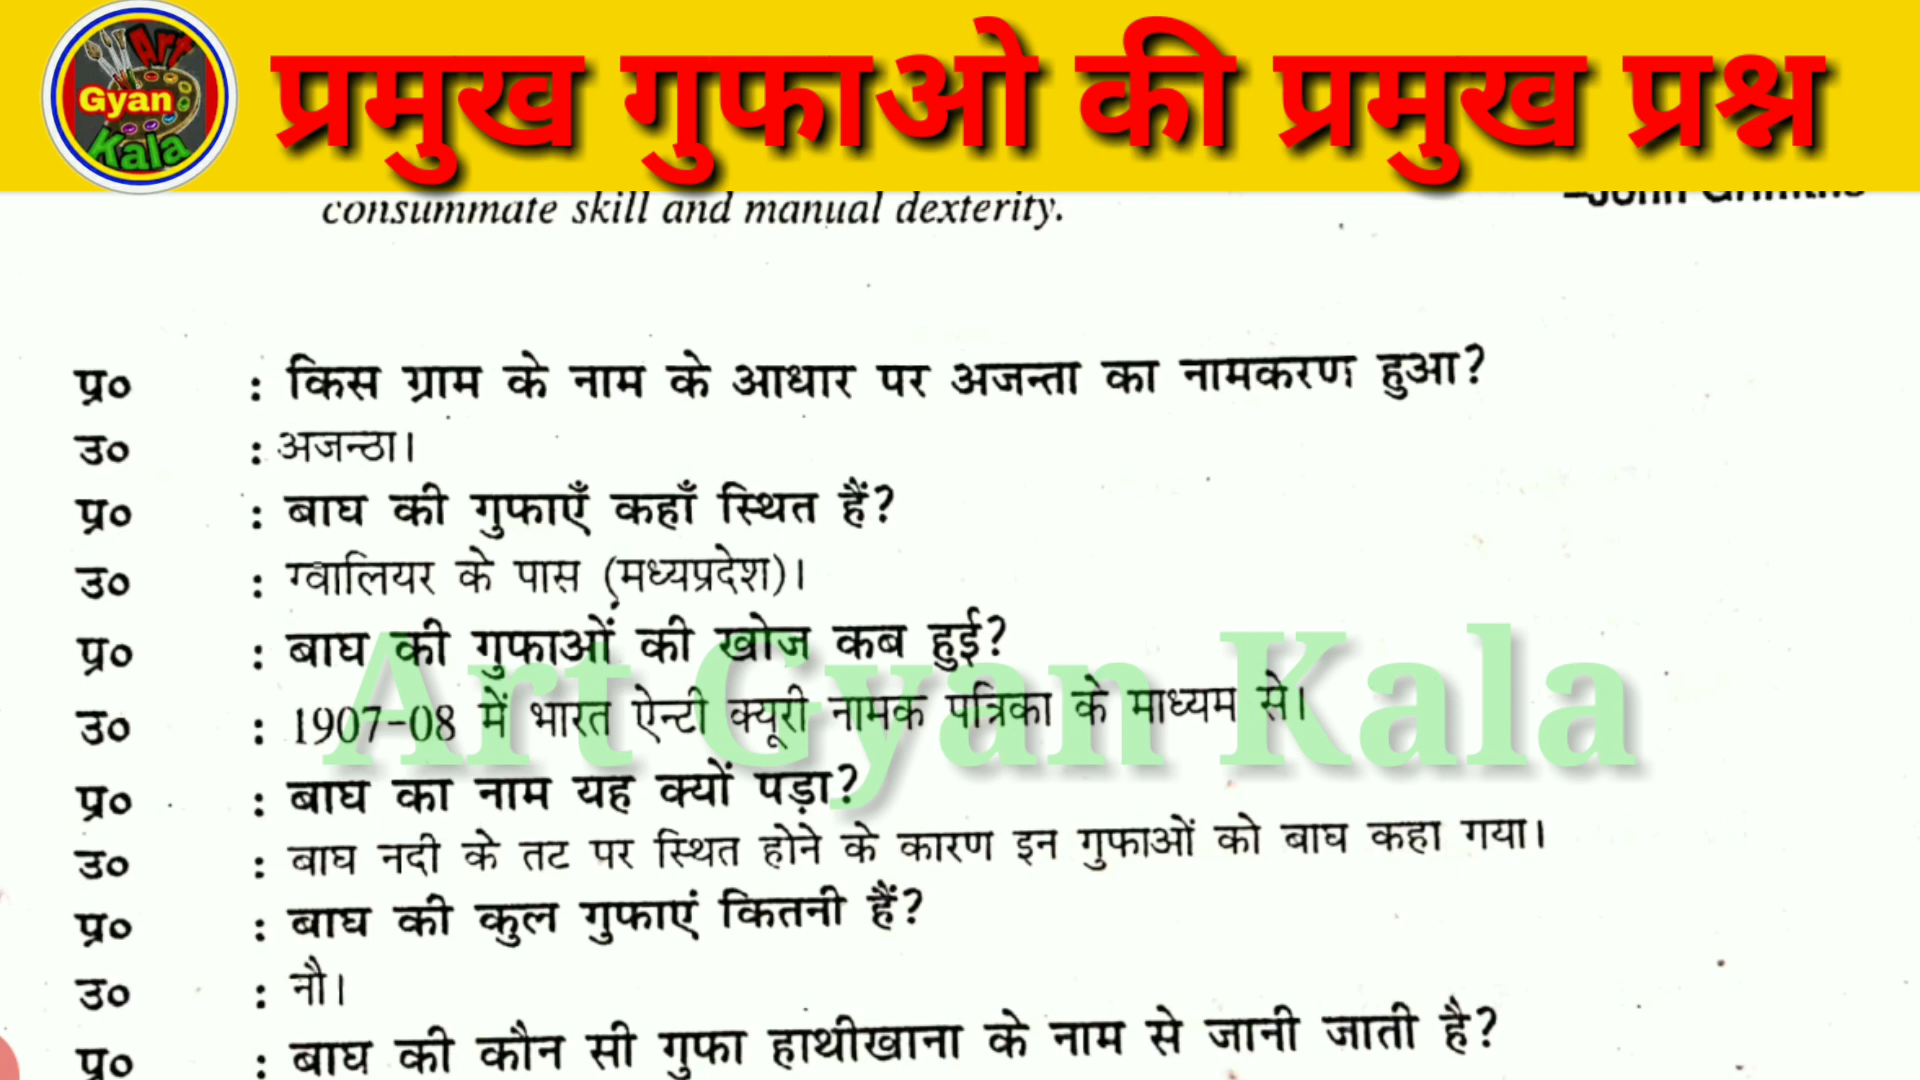 Art
Gyan
Kala
प्रमुख गुफाओ की प्रमुख प्रश्न
consummate skill and manual dexterity.
प्र० : किस ग्राम के नाम के आधार पर अजन्ता का नामकरण हुआ?
उ० : अजन्ठा।
प्र० : बाघ की गुफाएँ कहाँ स्थित हैं?
उ० : ग्वालियर के पास (मध्यप्रदेश)।
प्र० : बाघ की गुफाओं की खोज कब हुई?
उ० : 1907-08 में भारत ऐन्टी क्यूरी नामक पत्रिका के माध्यम से।
Art Gyan Kala
प्र० : बाघ का नाम यह क्यों पड़ा?
उ० : बाघ नदी के तट पर स्थित होने के कारण इन गुफाओं को बाघ कहा गया।
प्र० : बाघ की कुल गुफाएं कितनी हैं?
उ० : नौ।
प्र० : बाघ की कौन सी गुफा हाथीखाना के नाम से जानी जाती है?